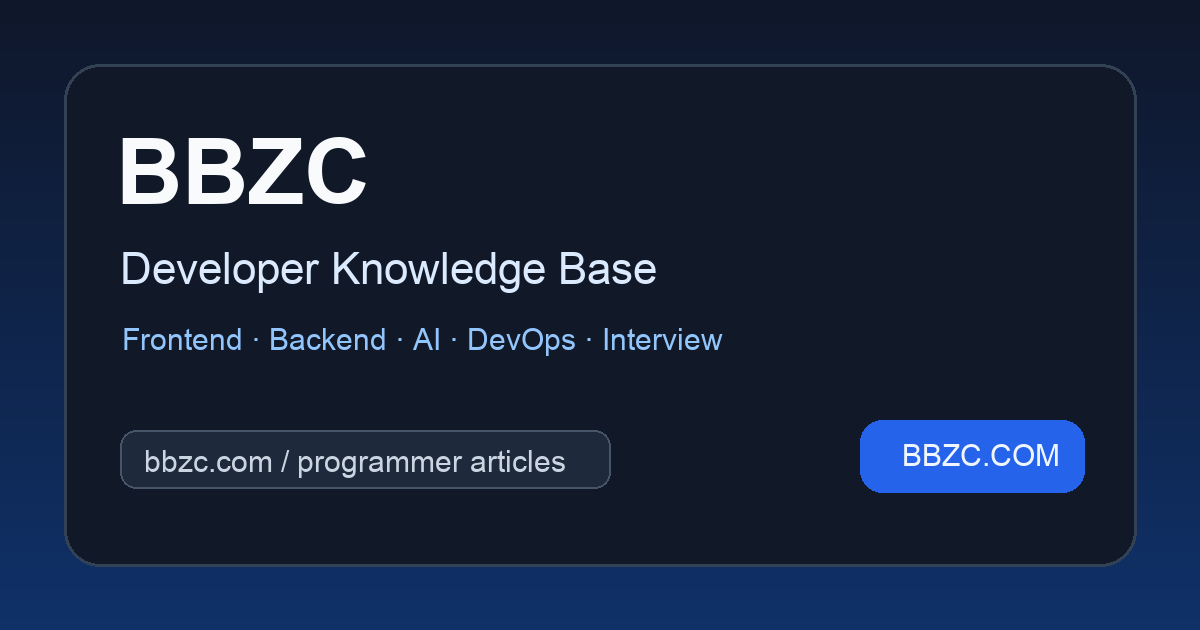 BBZC
Developer Knowledge Base
Frontend · Backend · AI · DevOps · Interview
bbzc.com / programmer articles
BBZC.COM